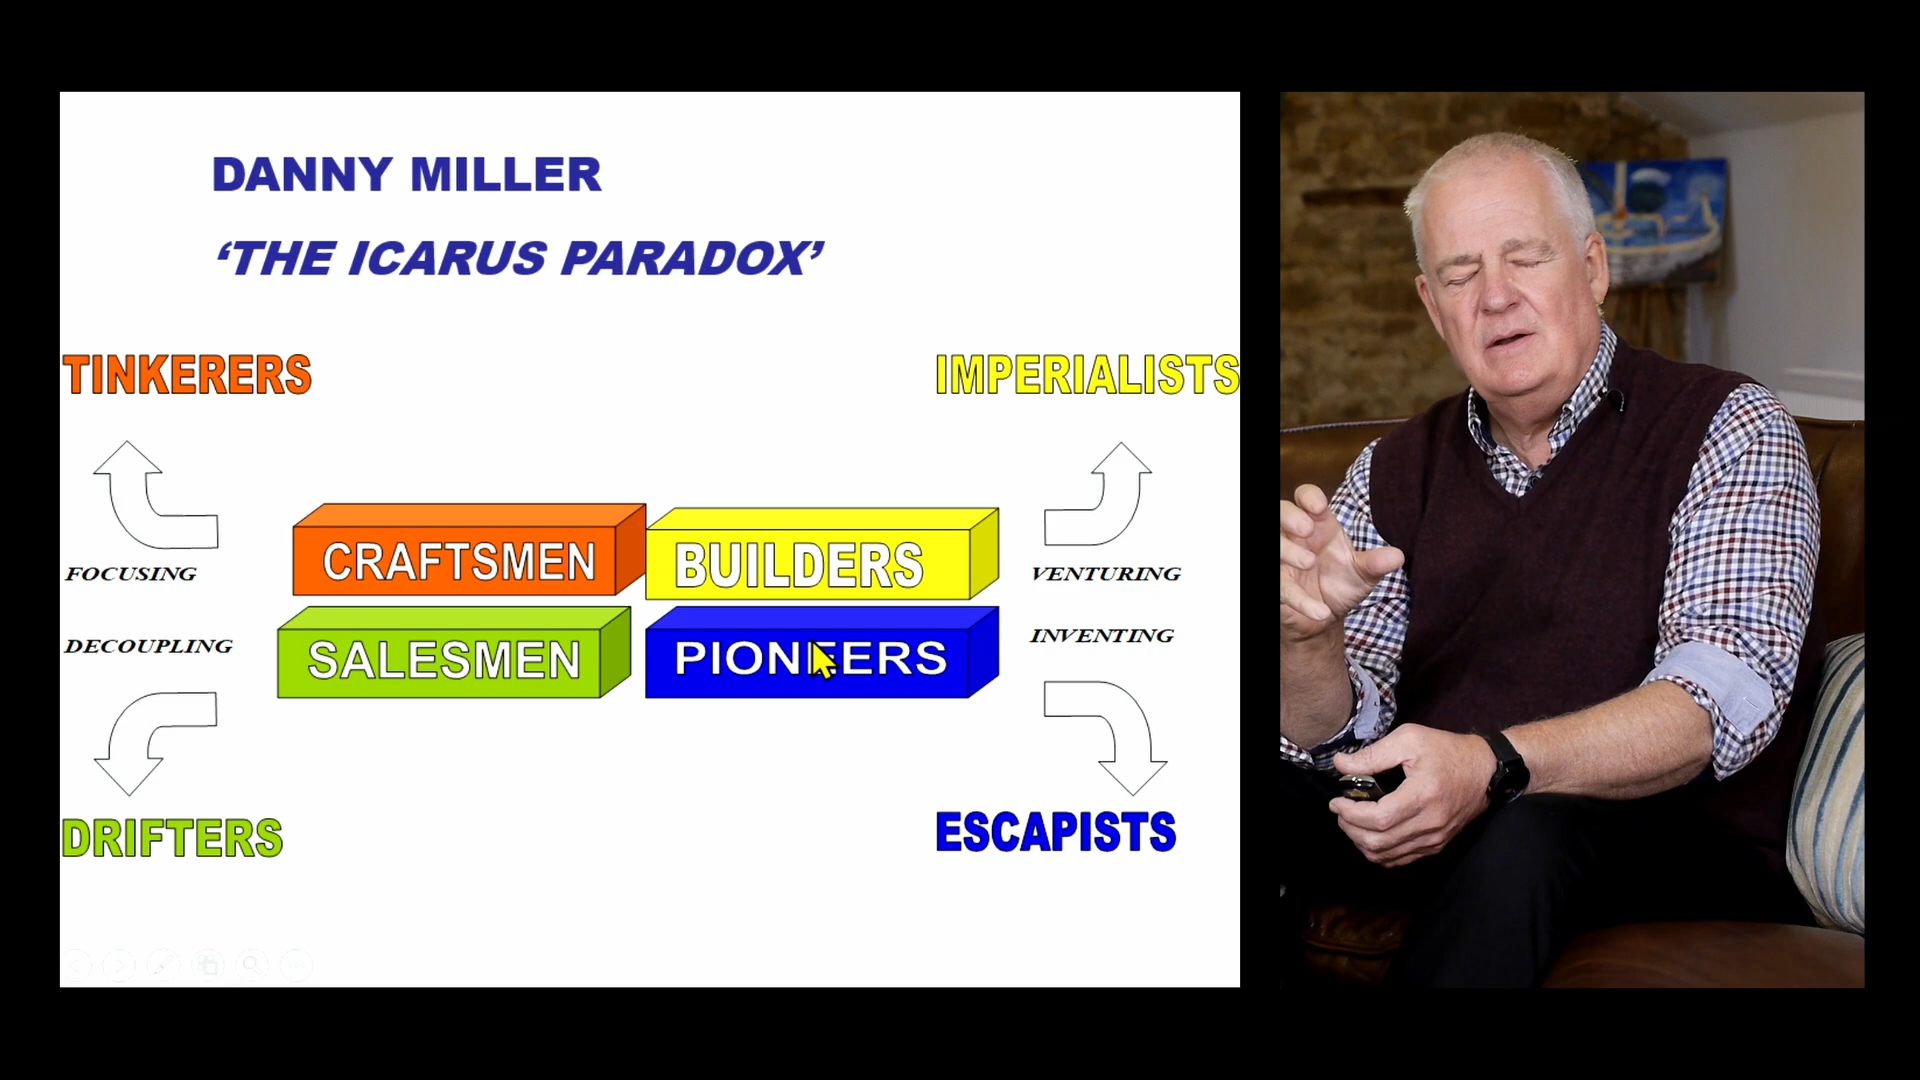 DANNY MILLER
‘THE ICARUS PARADOX’
TINKERERS
IMPERIALISTS
CRAFTSMEN
BUILDERS
FOCUSING
VENTURING
DECOUPLING
INVENTING
SALESMEN
PIONEERS
DRIFTERS
ESCAPISTS